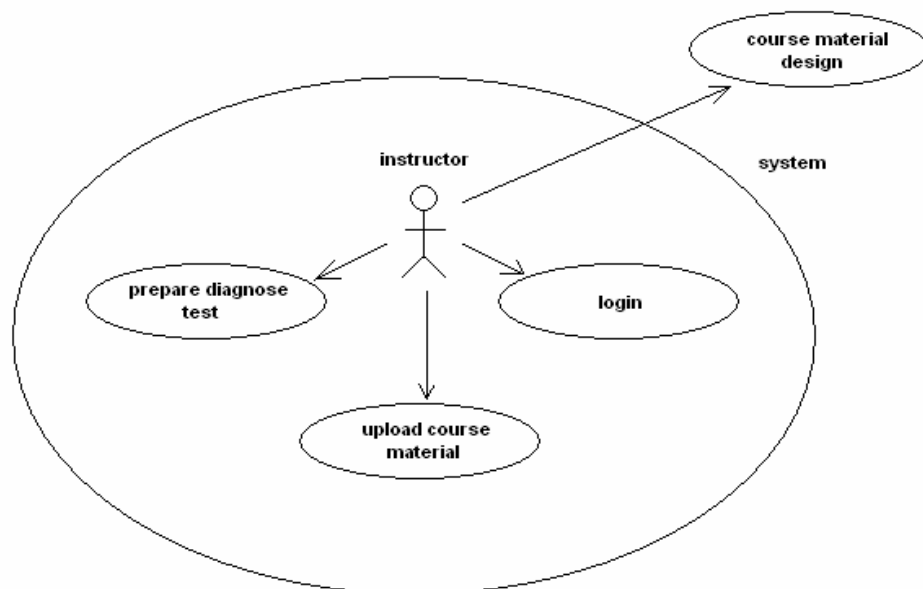 course material
design
system
instructor
prepare diagnose
test
login
upload course
material